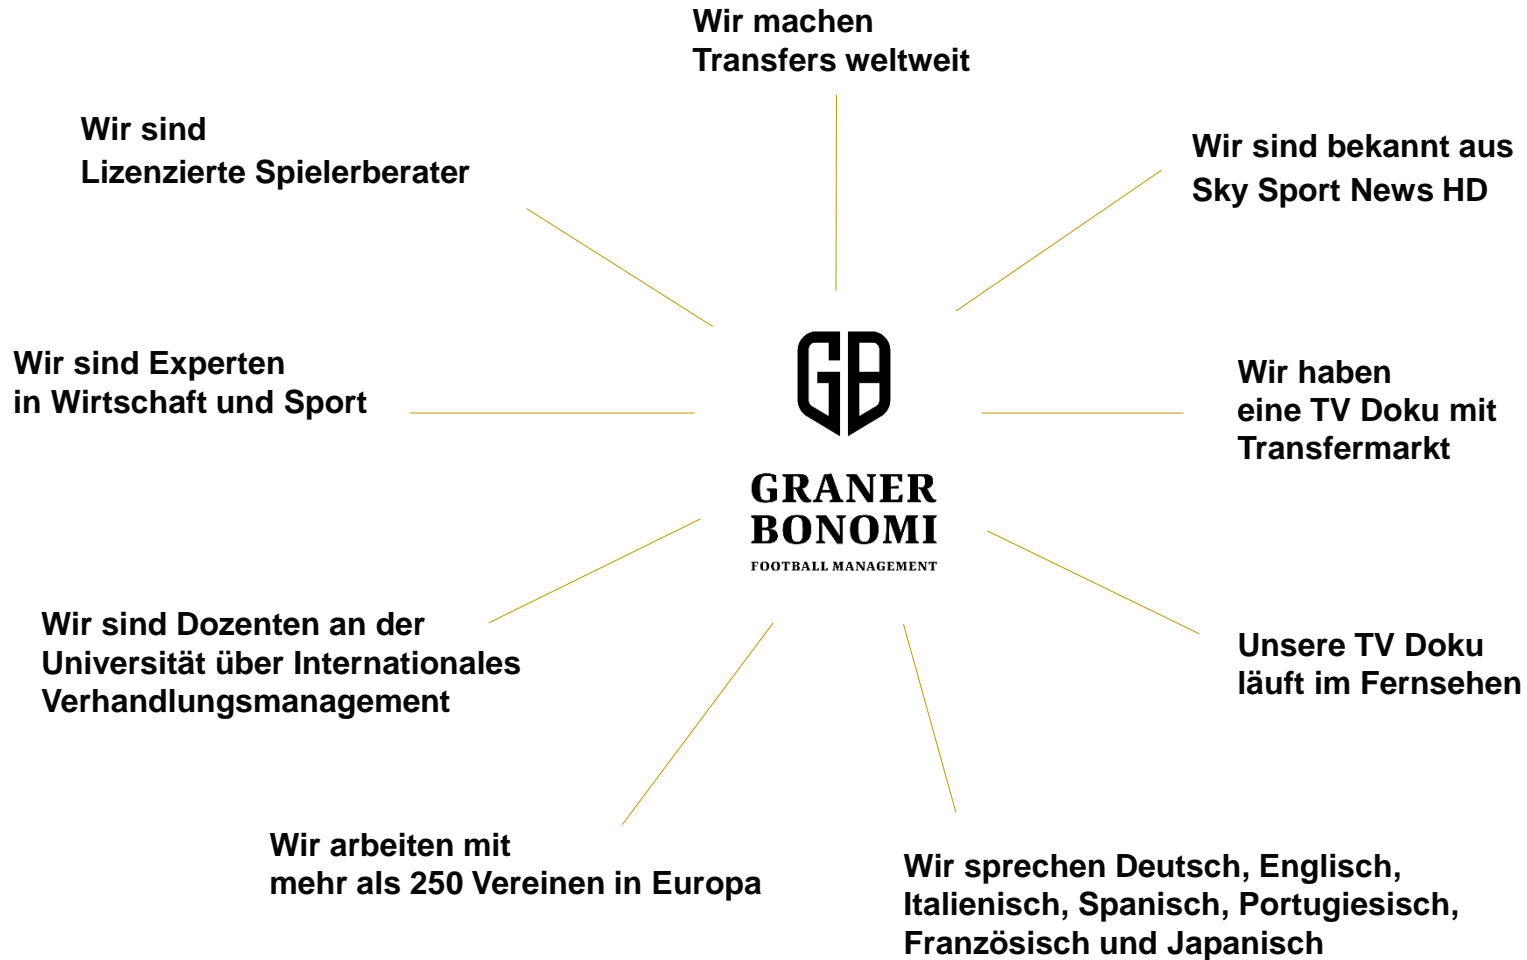 Wir machen
Transfers weltweit
Wir sind
Lizenzierte Spielerberater
Wir sind bekannt aus
Sky Sport News HD
Wir sind Experten
in Wirtschaft und Sport
GB
Wir haben
eine TV Doku mit
Transfermarkt
GRANER
BONOMI
FOOTBALL MANAGEMENT
Wir sind Dozenten an der
Universität über Internationales
Verhandlungsmanagement
Unsere TV Doku
läuft im Fernsehen
Wir arbeiten mit
mehr als 250 Vereinen in Europa
Wir sprechen Deutsch, Englisch,
Italienisch, Spanisch, Portugiesisch,
Französisch und Japanisch